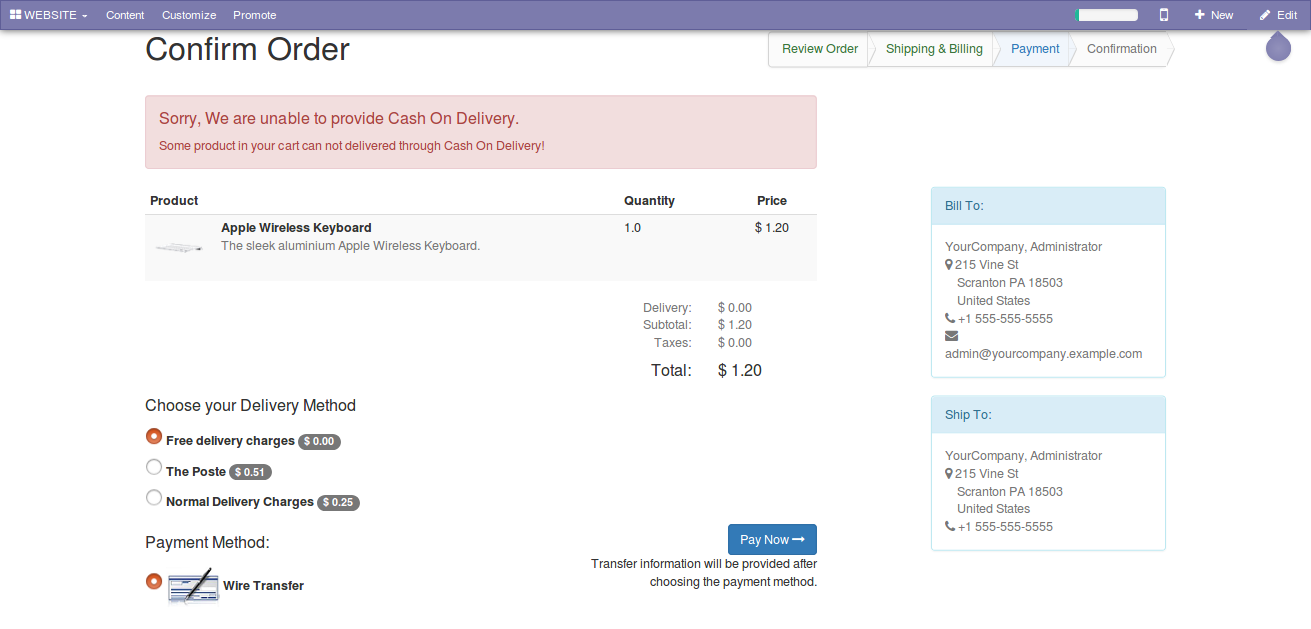 WEBSITE Content Customize Promote New Edit
Confirm Order
Review Order Shipping & Billing Payment Confirmation
Sorry, We are unable to provide Cash On Delivery.
Some product in your cart can not delivered through Cash On Delivery!
Product Quantity Price
Apple Wireless Keyboard 1.0 $ 1.20
The sleek aluminium Apple Wireless Keyboard.
Delivery: $ 0.00
Subtotal: $ 1.20
Taxes: $ 0.00
Total: $ 1.20
Choose your Delivery Method
Free delivery charges $ 0.00
The Poste $ 0.51
Normal Delivery Charges $ 0.25
Payment Method:
Wire Transfer
Pay Now
Transfer information will be provided after
choosing the payment method.
Bill To:
YourCompany, Administrator
215 Vine St
Scranton PA 18503
United States
+1 555-555-5555
admin@yourcompany.example.com
Ship To:
YourCompany, Administrator
215 Vine St
Scranton PA 18503
United States
+1 555-555-5555